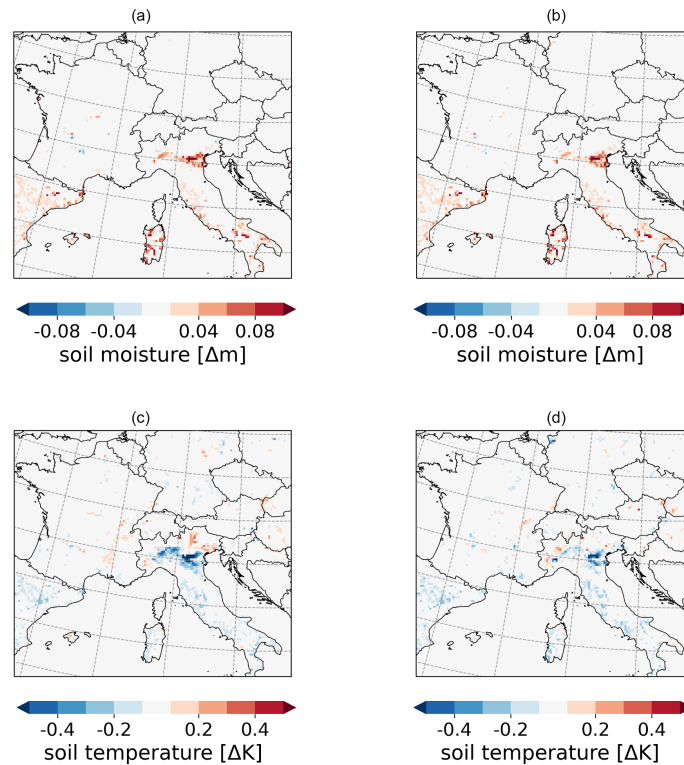 (a)
(b)
-0.08 -0.04 0.04 0.08
soil moisture [Δm]
-0.08 -0.04 0.04 0.08
soil moisture [Δm]
(c)
(d)
-0.4 -0.2 0.2 0.4
soil temperature [ΔK]
-0.4 -0.2 0.2 0.4
soil temperature [ΔK]